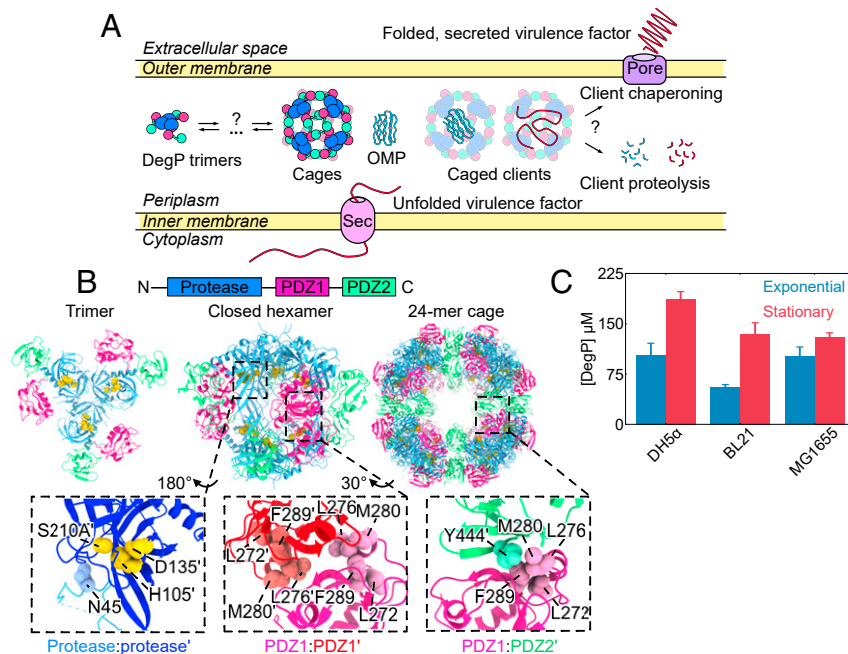 A
Extracellular space
Folded, secreted virulence factor
Outer membrane
Pore
Client chaperoning
?
...
?
DegP trimers
Cages
OMP
Caged clients
Client proteolysis
Periplasm
Unfolded virulence factor
Inner membrane
Sec
Cytoplasm
B
N
Protease
PDZ1
PDZ2
C
Trimer
Closed hexamer
24-mer cage
180°
30°
S210A'
D135'
H105'
N45
Protease:protease'
F289'
L276
M280
L272'
M280'
L276'
F289
L272
PDZ1:PDZ1'
Y444'
M280
L276
F289
L272
PDZ1:PDZ2'
C
[DegP] µM
225
150
75
0
Exponential
Stationary
DH5α
BL21
MG1655